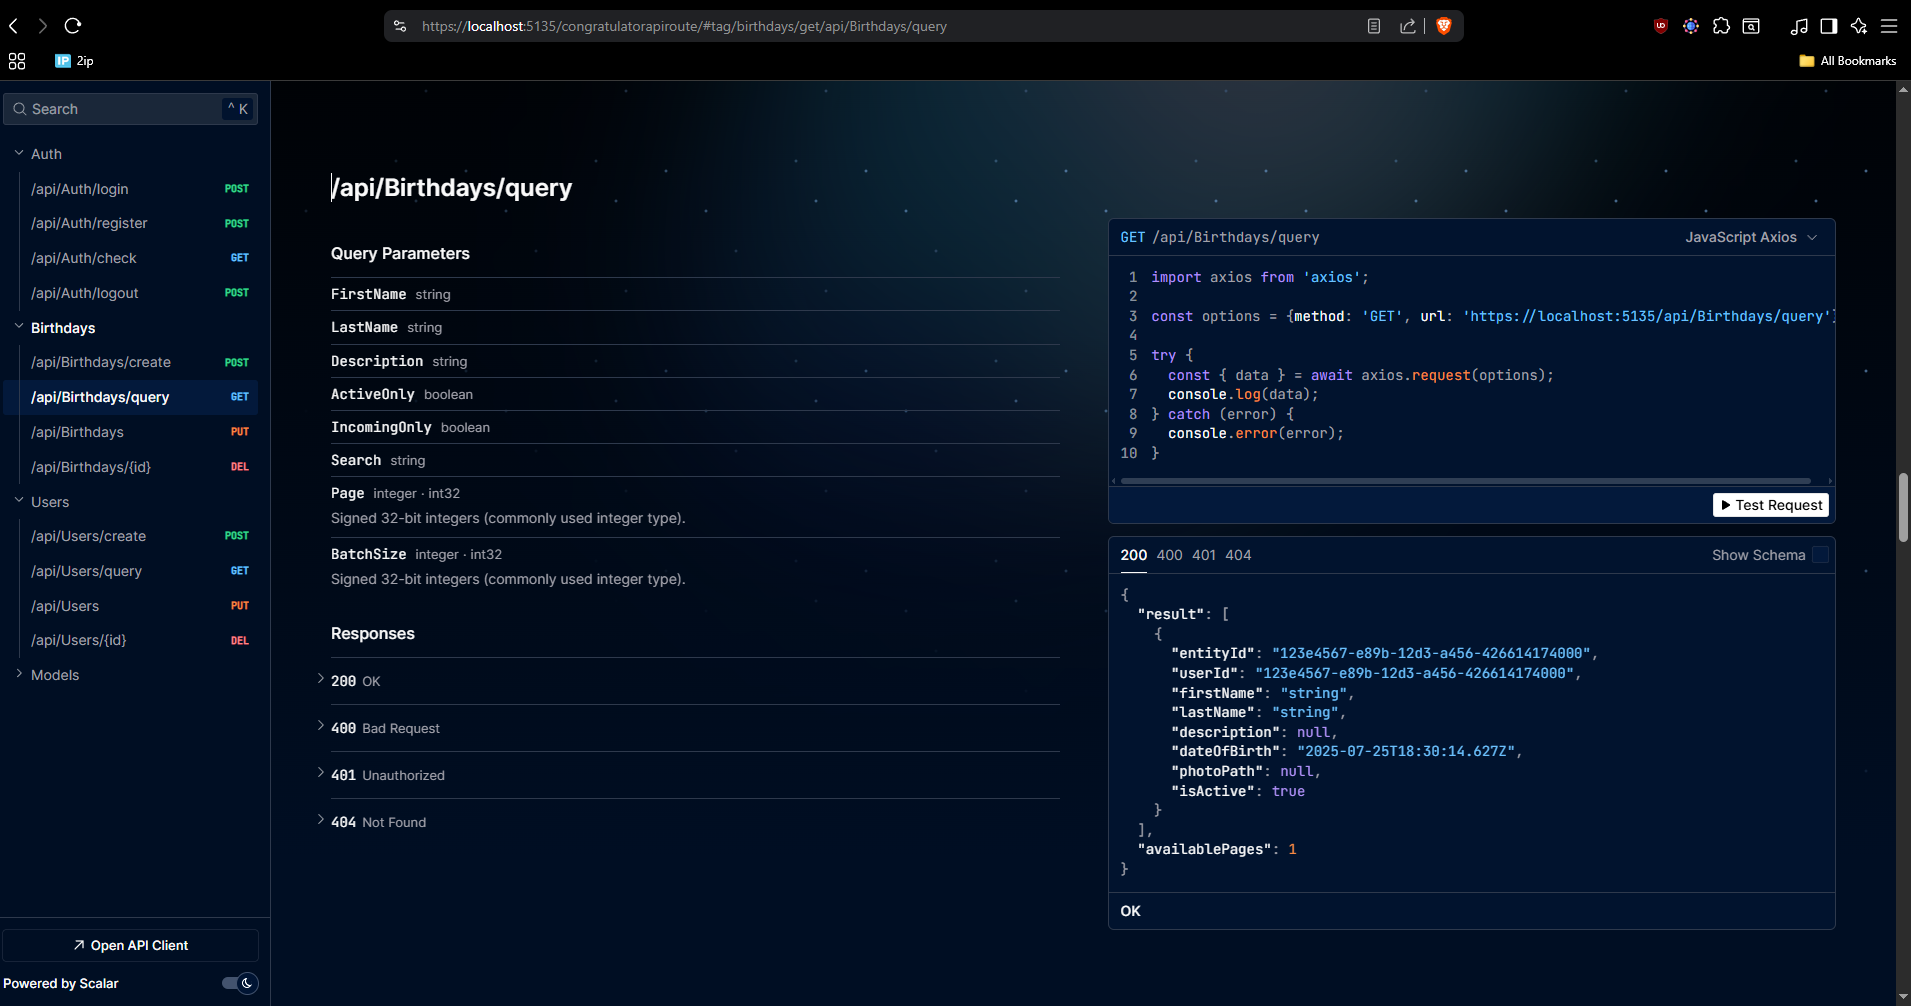 https://localhost:5135/congratulatorapiroute/#tag/birthdays/get/api/Birthdays/query
IP 2ip
All Bookmarks
Search ^ K
Auth
/api/Auth/login POST
/api/Auth/register POST
/api/Auth/check GET
/api/Auth/logout POST
Birthdays
/api/Birthdays/create POST
/api/Birthdays/query GET
/api/Birthdays PUT
/api/Birthdays/{id} DEL
Users
/api/Users/create POST
/api/Users/query GET
/api/Users PUT
/api/Users/{id} DEL
Models
Open API Client
Powered by Scalar
/api/Birthdays/query
Query Parameters
FirstName string
LastName string
Description string
ActiveOnly boolean
IncomingOnly boolean
Search string
Page integer · int32
Signed 32-bit integers (commonly used integer type).
BatchSize integer · int32
Signed 32-bit integers (commonly used integer type).
Responses
200 OK
400 Bad Request
401 Unauthorized
404 Not Found
GET /api/Birthdays/query JavaScript Axios
1 import axios from 'axios';
2
3 const options = {method: 'GET', url: 'https://localhost:5135/api/Birthdays/query'}
4
5 try {
6 const { data } = await axios.request(options);
7 console.log(data);
8 } catch (error) {
9 console.error(error);
10 }
Test Request
200 400 401 404 Show Schema
{
"result": [
{
"entityId": "123e4567-e89b-12d3-a456-426614174000",
"userId": "123e4567-e89b-12d3-a456-426614174000",
"firstName": "string",
"lastName": "string",
"description": null,
"dateOfBirth": "2025-07-25T18:30:14.627Z",
"photoPath": null,
"isActive": true
}
],
"availablePages": 1
}
OK